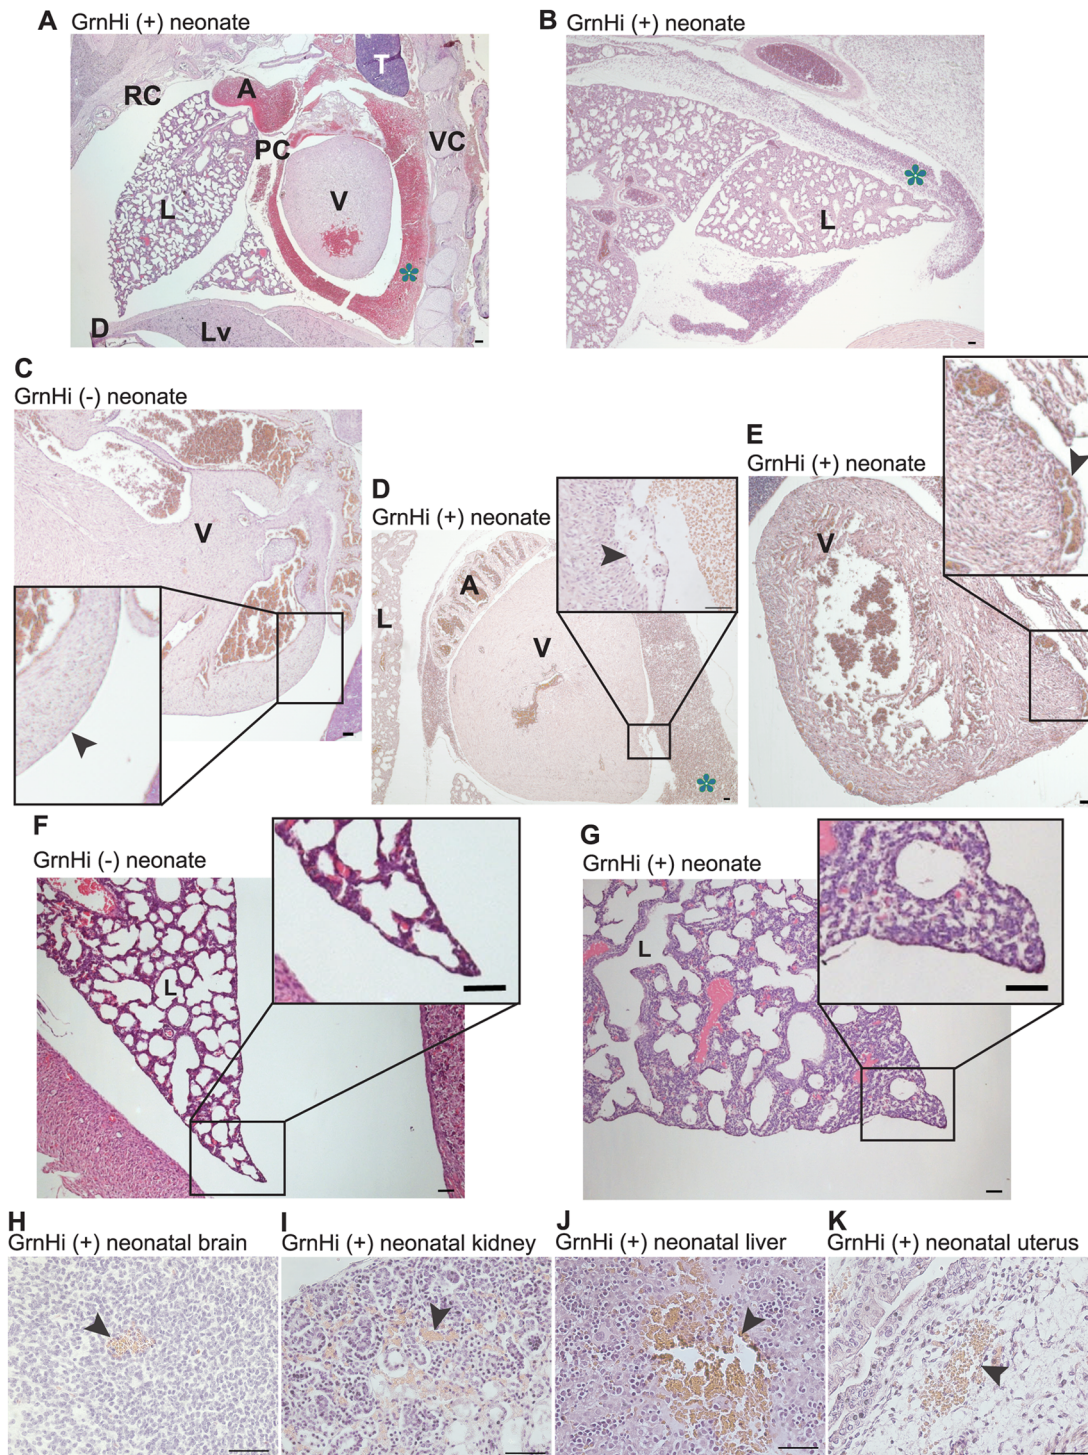 A GrnHi (+) neonate
T
A
RC
PC
VC
V
L
D
Lv
B GrnHi (+) neonate
L
C
GrnHi (-) neonate
V
D
GrnHi (+) neonate
A
L
V
E
GrnHi (+) neonate
V
F
GrnHi (-) neonate
L
G
GrnHi (+) neonate
L
H
GrnHi (+) neonatal brain
I
GrnHi (+) neonatal kidney
J
GrnHi (+) neonatal liver
K
GrnHi (+) neonatal uterus